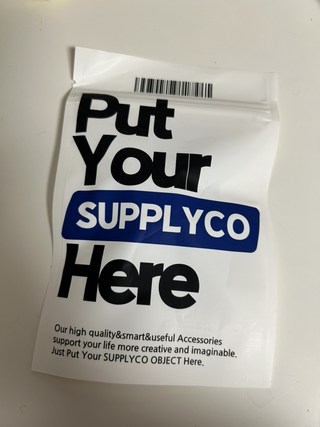 Put
Your
SUPPLYCO
Here
Our high quality&smart&useful Accessories
support your life more creative and imaginable.
Just Put Your SUPPLYCO OBJECT Here.